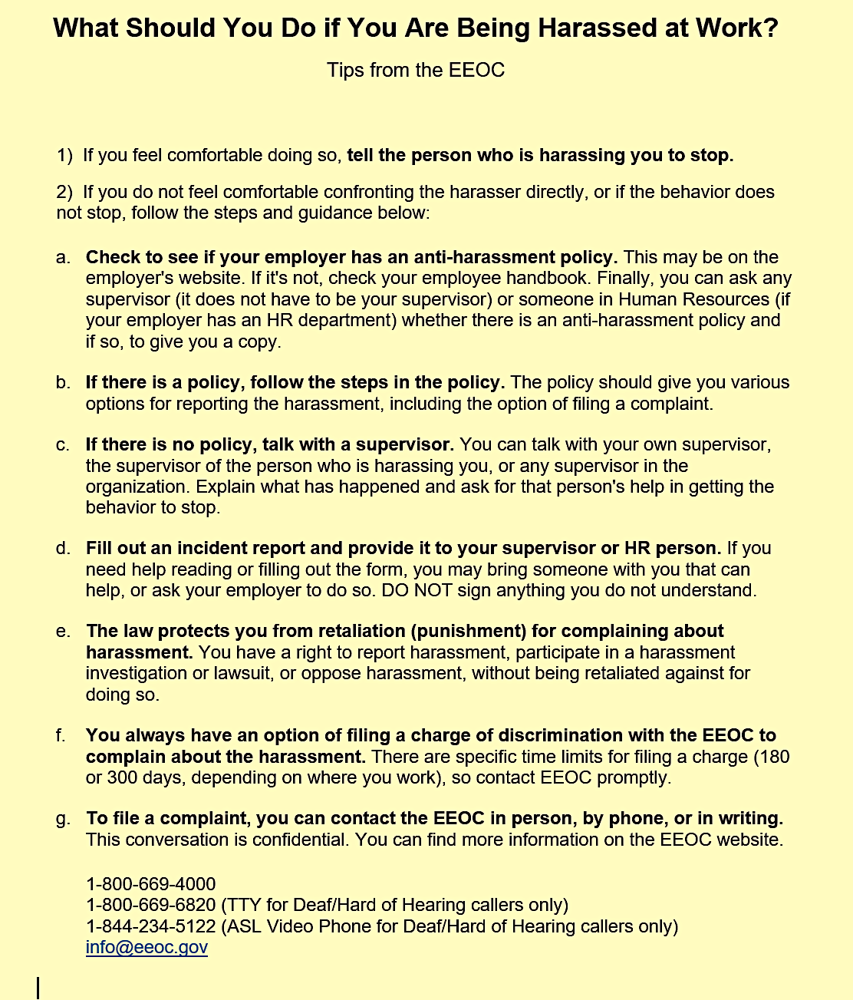 What Should You Do if You Are Being Harassed at Work?
Tips from the EEOC
1) If you feel comfortable doing so, tell the person who is harassing you to stop.
2) If you do not feel comfortable confronting the harasser directly, or if the behavior does
not stop, follow the steps and guidance below:
a. Check to see if your employer has an anti-harassment policy. This may be on the
employer's website. If it's not, check your employee handbook. Finally, you can ask any
supervisor (it does not have to be your supervisor) or someone in Human Resources (if
your employer has an HR department) whether there is an anti-harassment policy and
if so, to give you a copy.
b. If there is a policy, follow the steps in the policy. The policy should give you various
options for reporting the harassment, including the option of filing a complaint.
c. If there is no policy, talk with a supervisor. You can talk with your own supervisor,
the supervisor of the person who is harassing you, or any supervisor in the
organization. Explain what has happened and ask for that person's help in getting the
behavior to stop.
d. Fill out an incident report and provide it to your supervisor or HR person. If you
need help reading or filling out the form, you may bring someone with you that can
help, or ask your employer to do so. DO NOT sign anything you do not understand.
e. The law protects you from retaliation (punishment) for complaining about
harassment. You have a right to report harassment, participate in a harassment
investigation or lawsuit, or oppose harassment, without being retaliated against for
doing so.
f. You always have an option of filing a charge of discrimination with the EEOC to
complain about the harassment. There are specific time limits for filing a charge (180
or 300 days, depending on where you work), so contact EEOC promptly.
g. To file a complaint, you can contact the EEOC in person, by phone, or in writing.
This conversation is confidential. You can find more information on the EEOC website.
1-800-669-4000
1-800-669-6820 (TTY for Deaf/Hard of Hearing callers only)
1-844-234-5122 (ASL Video Phone for Deaf/Hard of Hearing callers only)
info@eeoc.gov